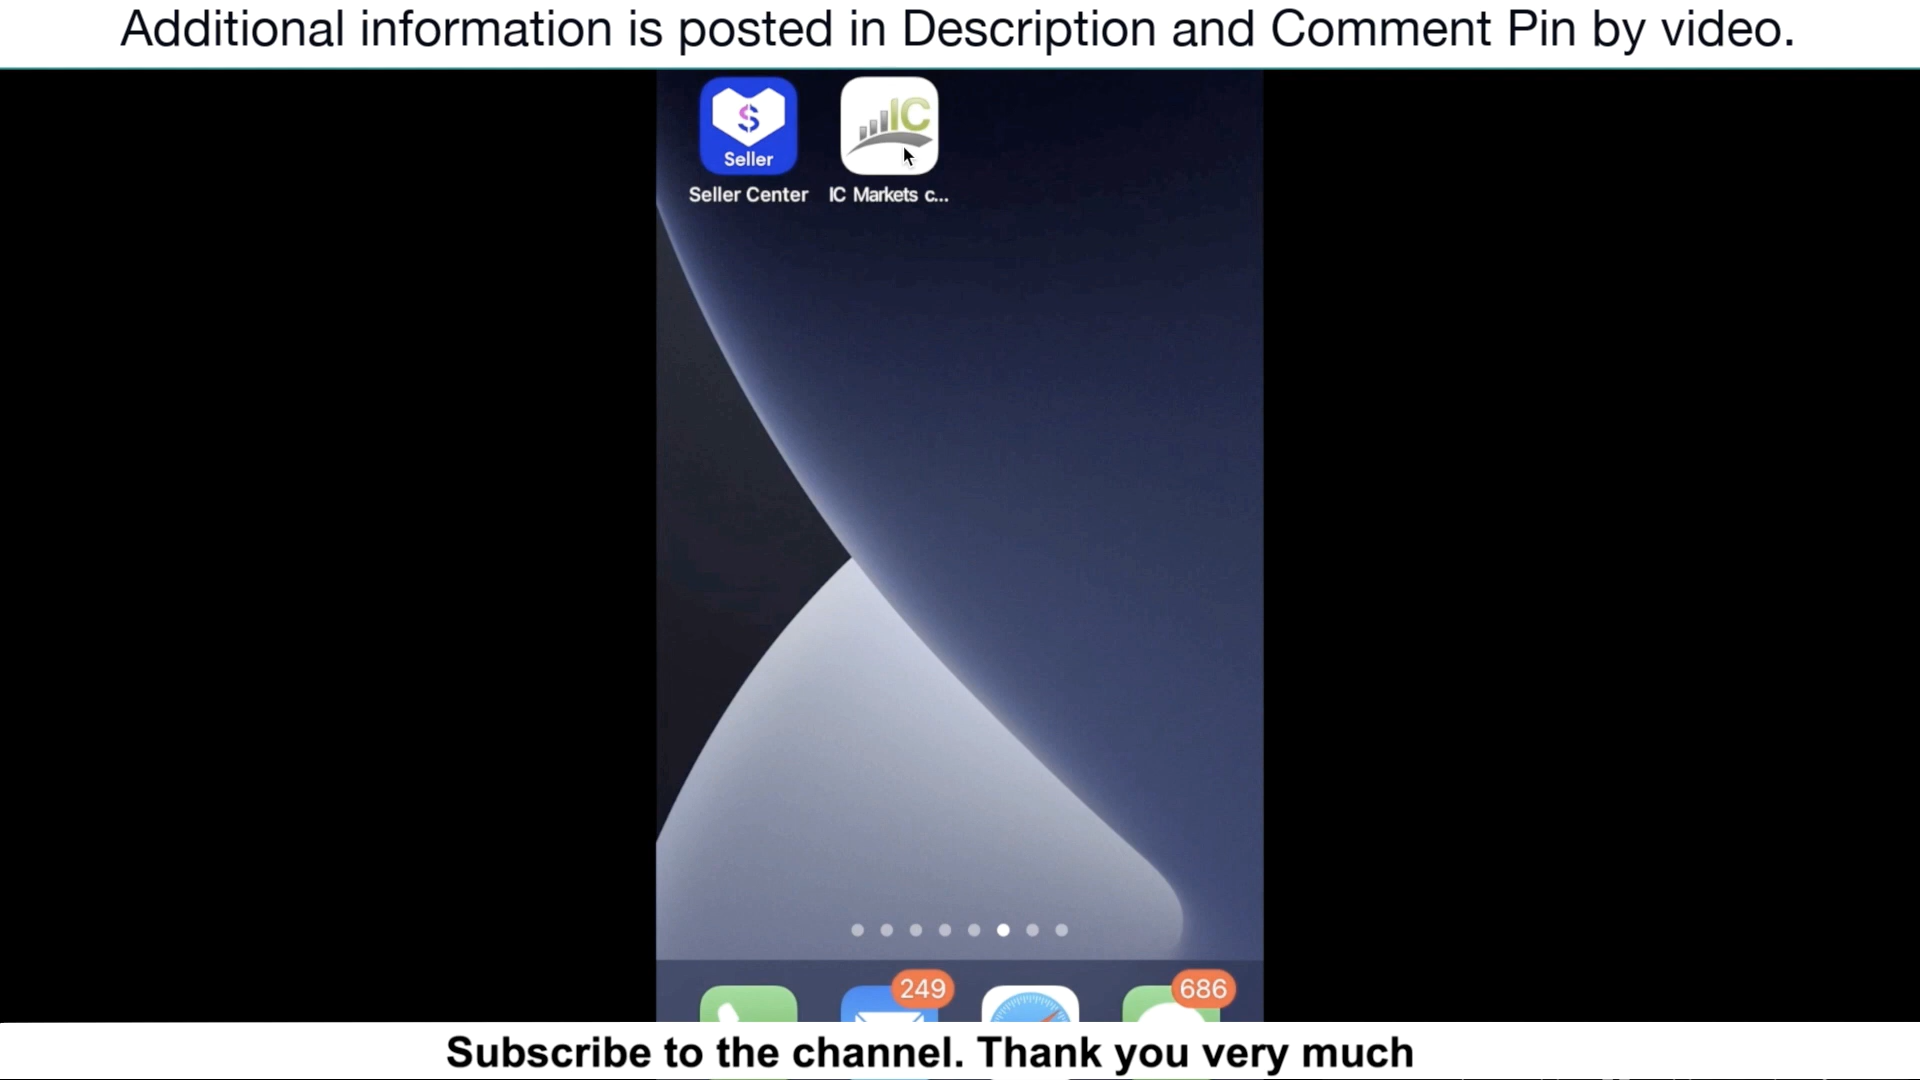 Additional information is posted in Description and Comment Pin by video.
$
IC
Seller
Seller Center
IC Markets c...
249
686
Subscribe to the channel. Thank you very much